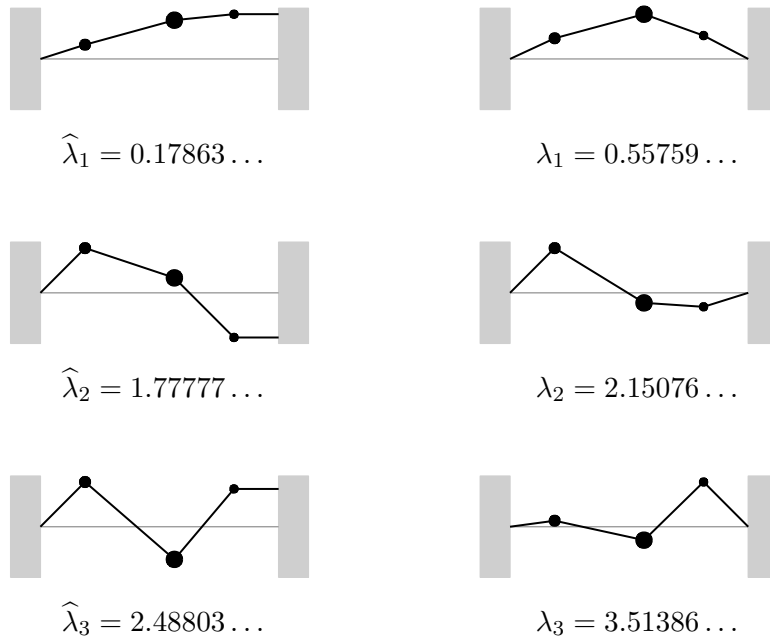 λ̂₁ = 0.17863... λ₁ = 0.55759...
λ̂₂ = 1.77777... λ₂ = 2.15076...
λ̂₃ = 2.48803... λ₃ = 3.51386...